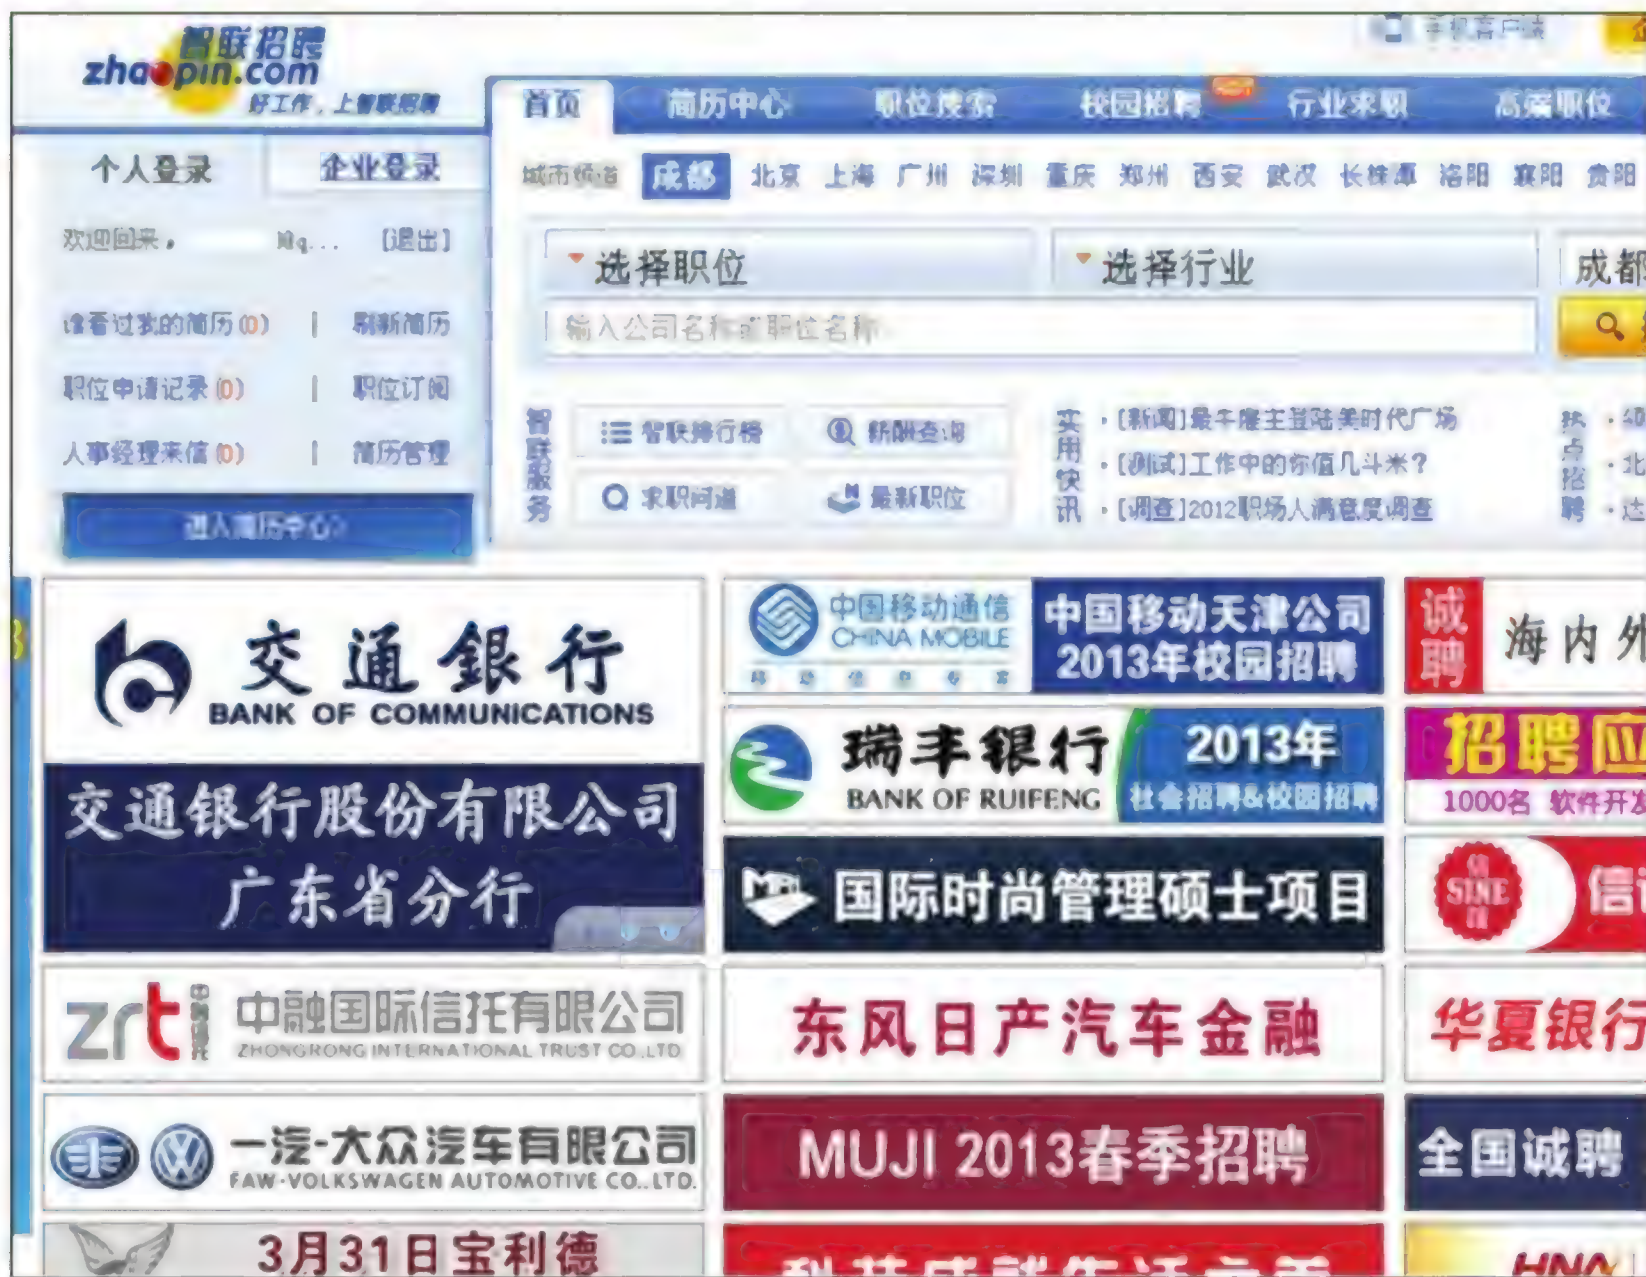 智联招聘
zhaopin.com
好工作，上智联招聘
手机客户端
首页 简历中心 职位搜索 校园招聘 行业求职 高端职位
个人登录 企业登录
城市频道 成都 北京 上海 广州 深圳 重庆 郑州 西安 武汉 长株潭 洛阳 襄阳 贵阳
欢迎回来， [退出]
选择职位 选择行业 成都
输入公司名称或职位名称
谁看过我的简历(0) | 刷新简历
职位申请记录(0) | 职位订阅
人事经理来信(0) | 简历管理
进入简历中心>
智联服务
智联排行榜 薪酬查询
求职问道 最新职位
实用快讯
·[新闻]最牛雇主登陆美时代广场
·[测试]工作中的你值几斗米？
·[调查]2012职场人满意度调查
热点招聘
交通銀行
BANK OF COMMUNICATIONS
交通银行股份有限公司
广东省分行
中国移动通信
CHINA MOBILE
移动信息专家
中国移动天津公司
2013年校园招聘
诚聘
海内外
瑞丰银行
BANK OF RUIFENG
2013年
社会招聘&校园招聘
招聘应
1000名 软件开发
国际时尚管理硕士项目
SINE
信
zrt
中融国际信托有限公司
ZHONGRONG INTERNATIONAL TRUST CO.,LTD
东风日产汽车金融
华夏银行
一汽-大众汽车有限公司
FAW-VOLKSWAGEN AUTOMOTIVE CO.,LTD.
MUJI 2013春季招聘
全国诚聘
3月31日宝利德